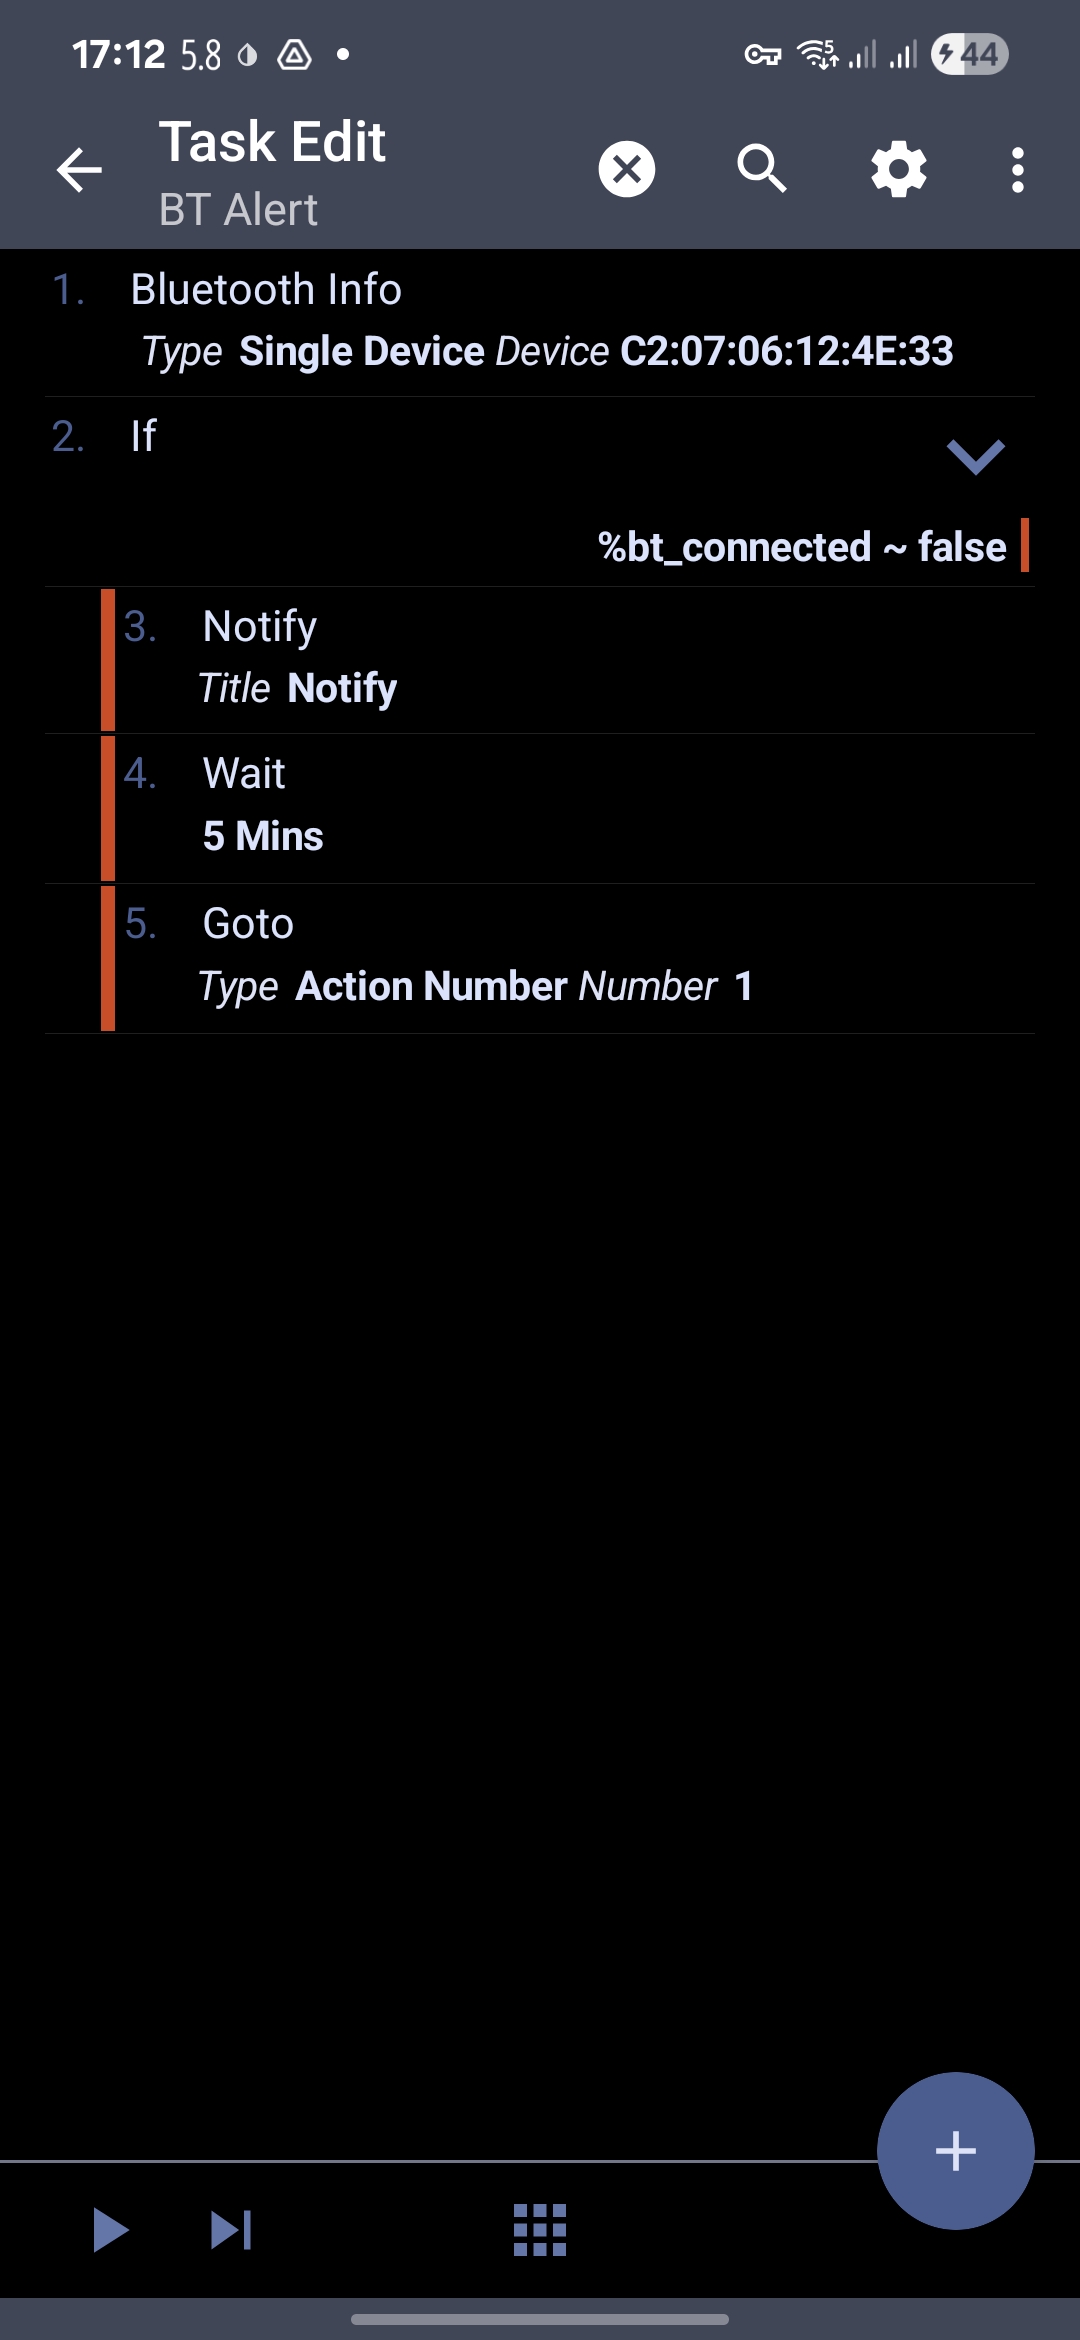 17:12 5.8 44
Task Edit
BT Alert
1. Bluetooth Info
Type Single Device Device C2:07:06:12:4E:33
2. If
%bt_connected ~ false
3. Notify
Title Notify
4. Wait
5 Mins
5. Goto
Type Action Number Number 1